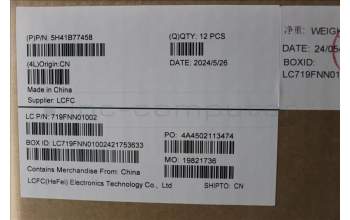 (P)P/N: 5H41B77458
(Q)QTY: 12 PCS
(4L)Origin:CN
DATE: 2024/5/26
Made in China
Supplier: LCFC
净重: WEIGH
DATE: 24/05
BOXID:
LC719FNN01
LC P/N: 719FNN01002
PO: 4A4502113474
BOX ID: LC719FNN01002421753633
MO: 19821736
Contains Merchandise From: China
LCFC(HeFei) Electronics Technology Co., Ltd.
SHIPTO: CN